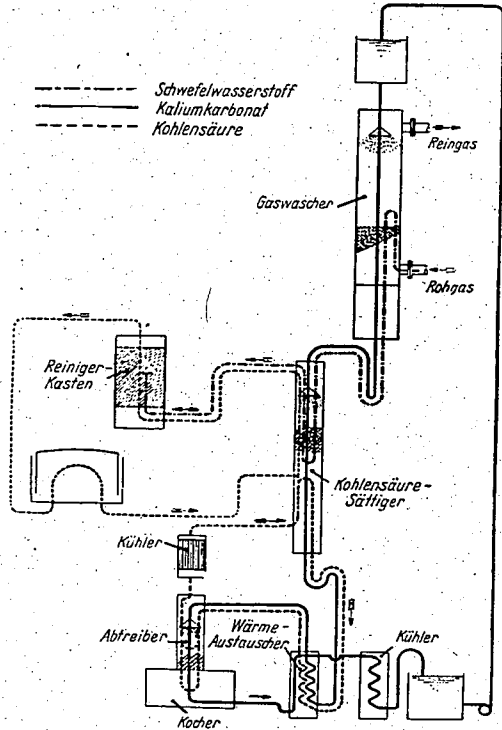 Schwefelwasserstoff
Kaliumkarbonat
Kohlensäure
Reingas
Gaswascher
Rohgas
Reiniger-
Kasten
Kohlensäure-
Sättiger
Kühler
Abtreiber
Wärme-
Austauscher
Kühler
Kocher